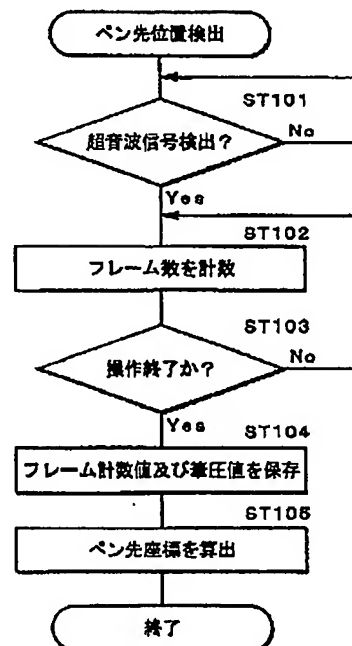 ペン先位置検出
ST101
超音波信号検出?
No
Yes
ST102
フレーム数を計数
ST103
操作終了か?
No
Yes
ST104
フレーム計数値及び筆圧値を保存
ST105
ペン先座標を算出
終了